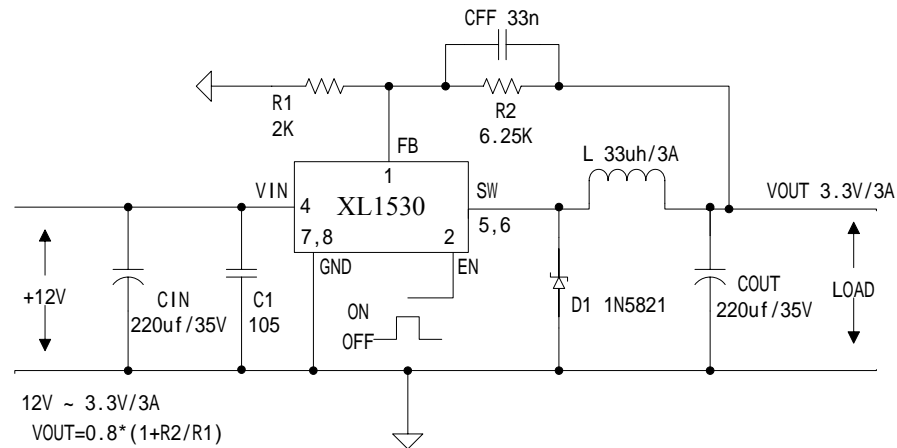 CFF 33n
R1
2K
R2
6.25K
FB
1
L 33uh/3A
VIN
4
XL1530
SW
5,6
VOUT 3.3V/3A
7,8
2
GND
EN
+12V
CIN
220uf/35V
C1
105
ON
OFF
D1 1N5821
COUT
220uf/35V
LOAD
12V ~ 3.3V/3A
VOUT=0.8*(1+R2/R1)